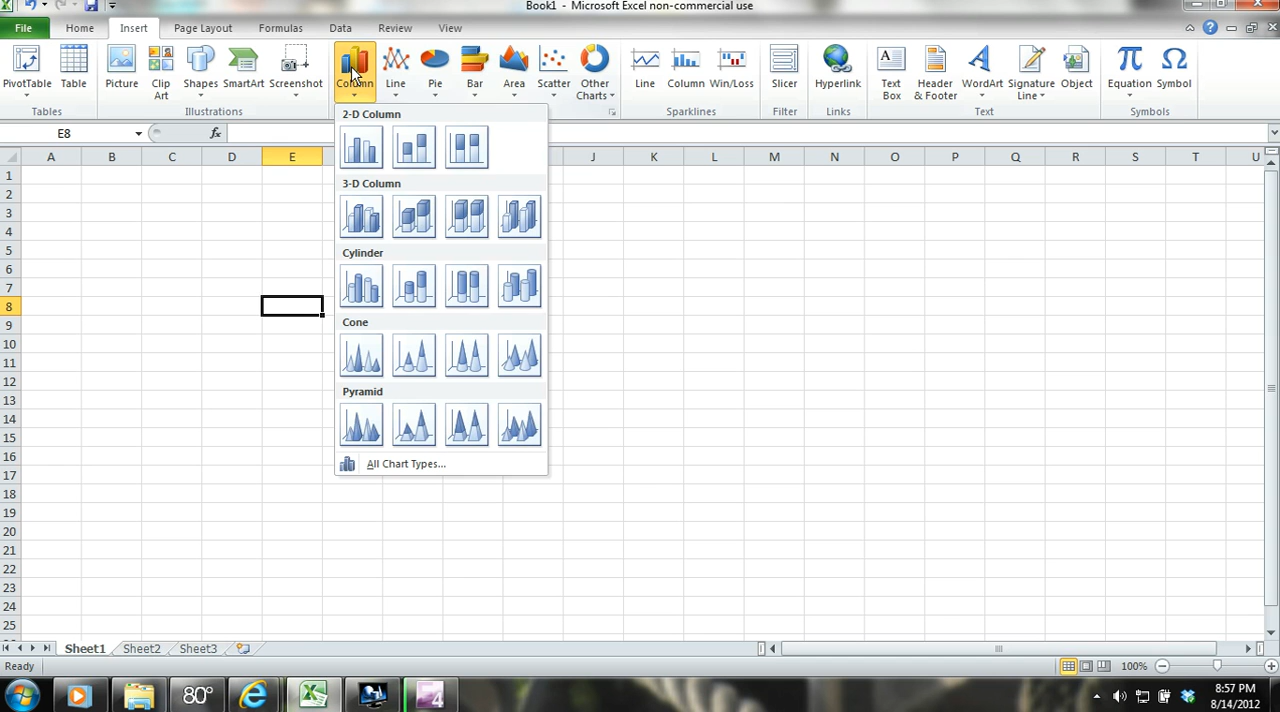 Book1 - Microsoft Excel non-commercial use
File Home Insert Page Layout Formulas Data Review View
PivotTable Table Picture Clip Art Shapes SmartArt Screenshot Column Line Pie Bar Area Scatter Other Charts Line Column Win/Loss Slicer Hyperlink Text Box Header & Footer WordArt Signature Line Object Equation Symbol
Tables Illustrations Sparklines Filter Links Text Symbols
E8 fx
2-D Column
A B C D E J K L M N O P Q R S T U
3-D Column
Cylinder
Cone
Pyramid
All Chart Types...
1
2
3
4
5
6
7
8
9
10
11
12
13
14
15
16
17
18
19
20
21
22
23
24
25
Sheet1 Sheet2 Sheet3
Ready 100%
80°
8:57 PM
8/14/2012